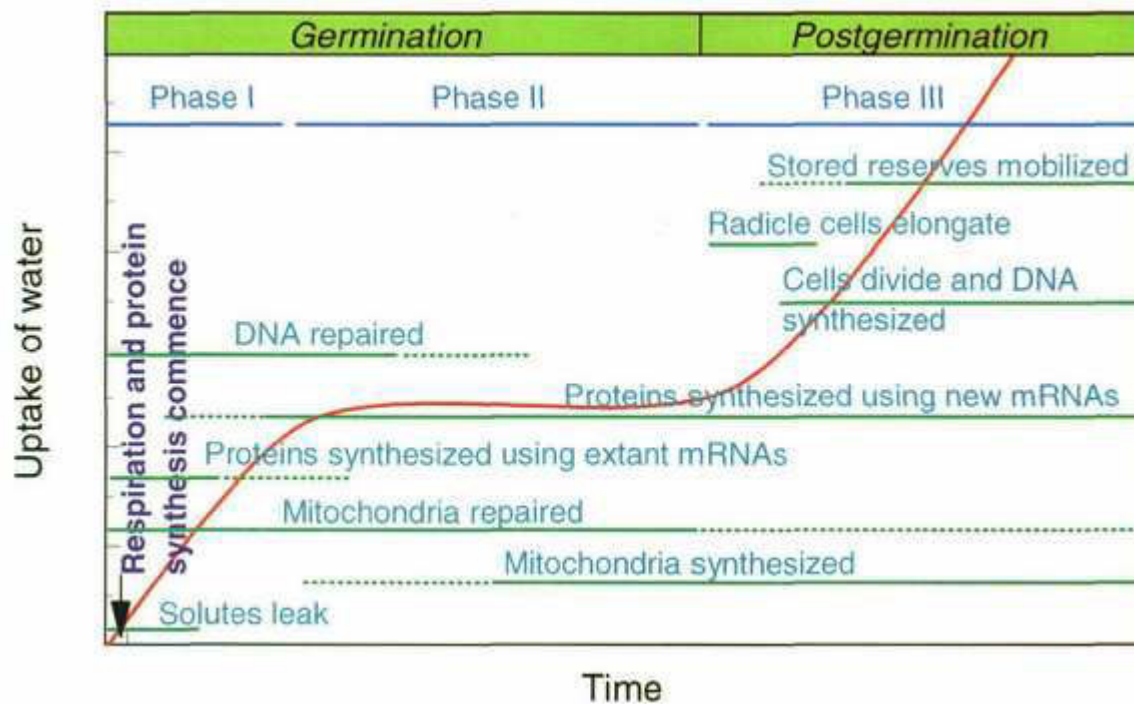 Germination
Postgermination
Phase I
Phase II
Phase III
Stored reserves mobilized
Radicle cells elongate
Cells divide and DNA
synthesized
DNA repaired
Proteins synthesized using new mRNAs
Proteins synthesized using extant mRNAs
Mitochondria repaired
Mitochondria synthesized
Solutes leak
Respiration and protein
synthesis commence
Uptake of water
Time